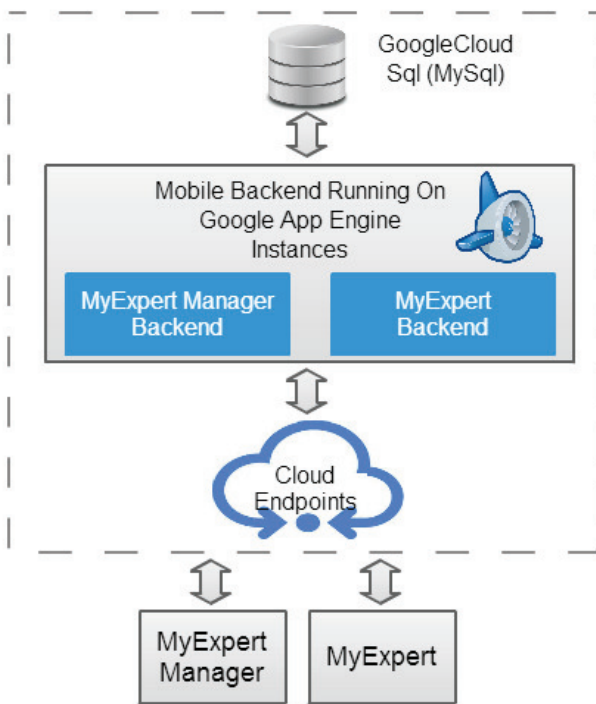 GoogleCloud
Sql (MySql)
Mobile Backend Running On
Google App Engine
Instances
MyExpert Manager
Backend
MyExpert
Backend
Cloud
Endpoints
MyExpert
Manager
MyExpert